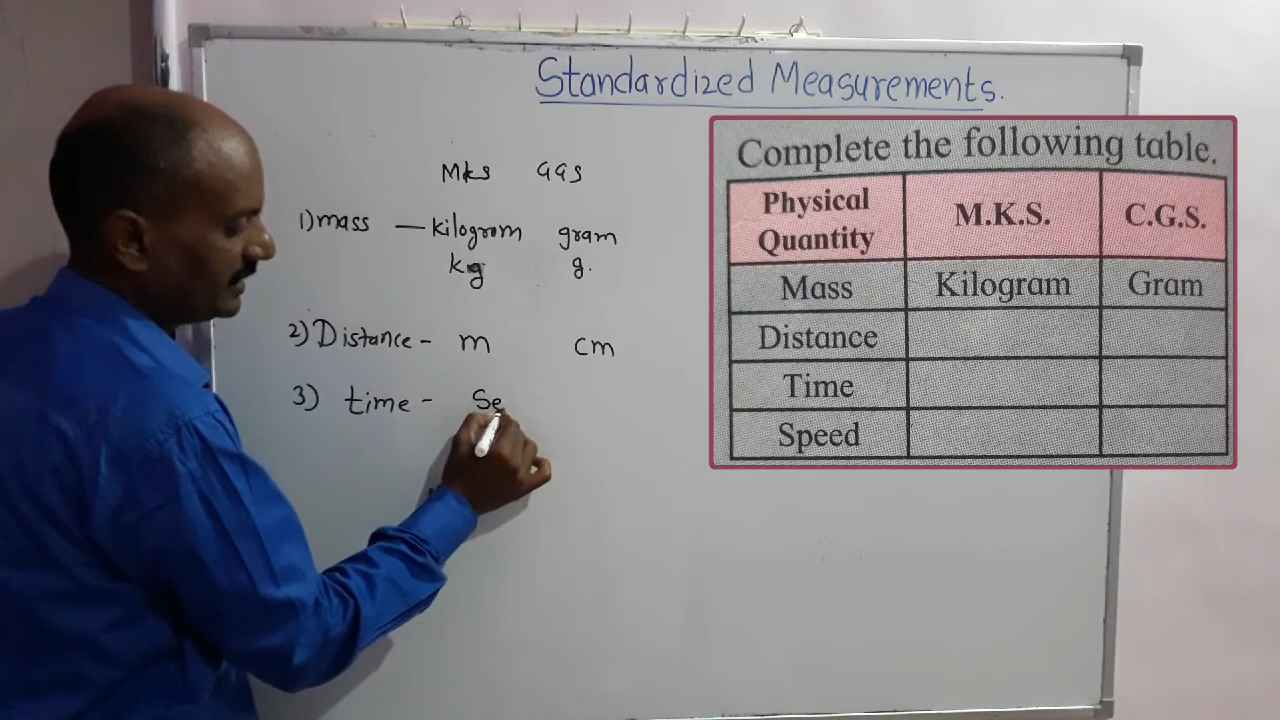 Standardized Measurements.
Mks GGS
1) mass — kilogram gram
kg g.
2) Distance - m cm
3) time - Se
Complete the following table.
Physical Quantity M.K.S. C.G.S.
Mass Kilogram Gram
Distance
Time
Speed